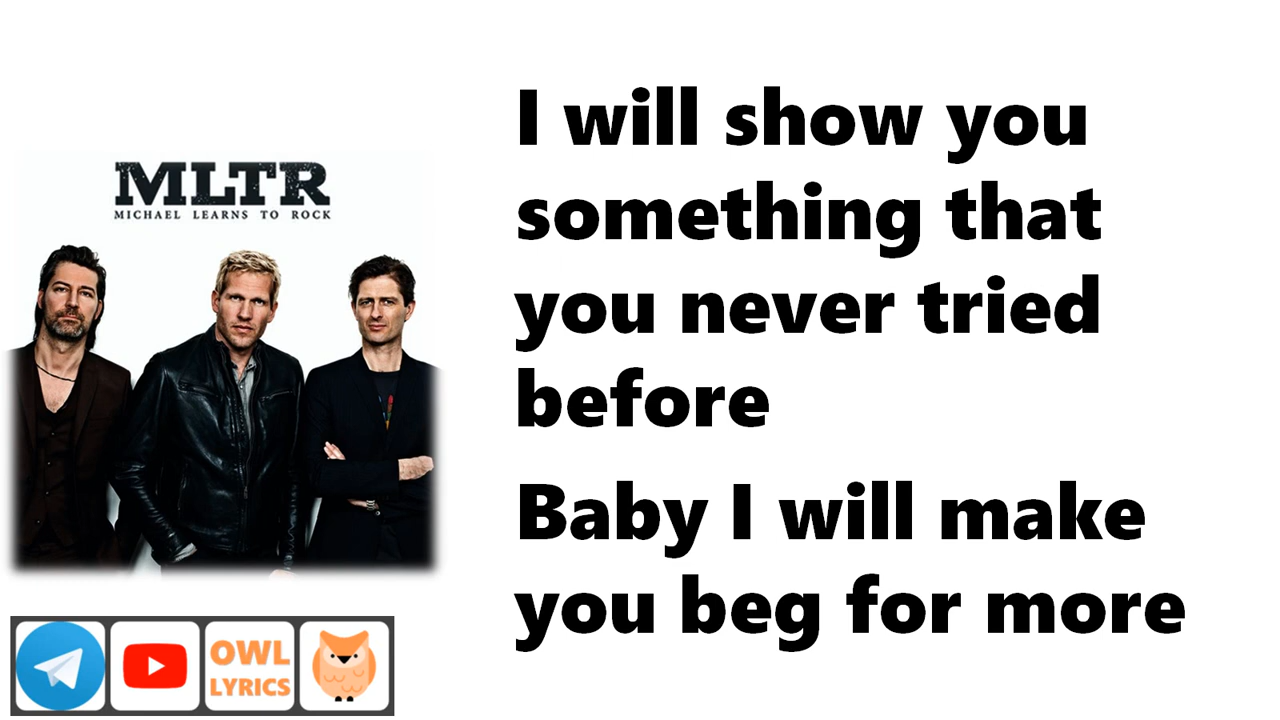 MLTR
MICHAEL LEARNS TO ROCK
I will show you
something that
you never tried
before
Baby I will make
you beg for more
OWL
LYRICS